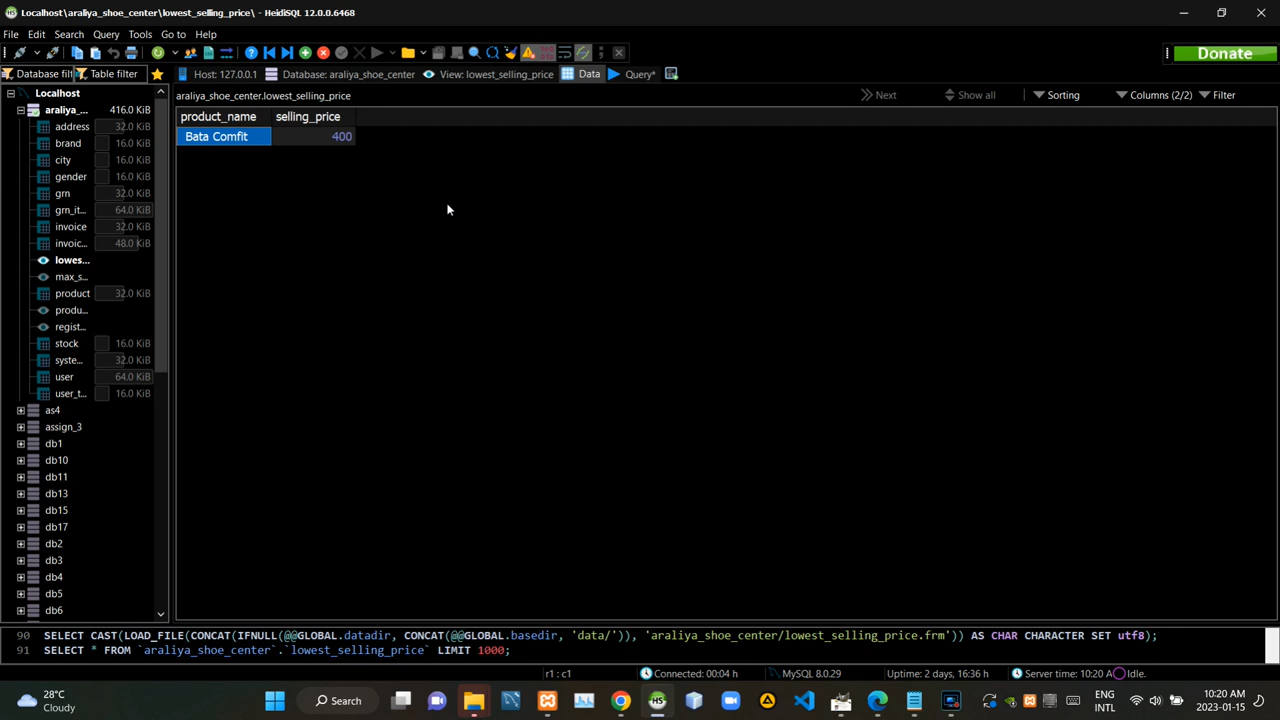 Localhost\araliya_shoe_center\lowest_selling_price\ - HeidiSQL 12.0.0.6468
File Edit Search Query Tools Go to Help
Donate
Database filt Table filter Host: 127.0.0.1 Database: araliya_shoe_center View: lowest_selling_price Data Query*
araliya_shoe_center.lowest_selling_price Next Show all Sorting Columns (2/2) Filter
Localhost
araliya_... 416.0 KiB
address 32.0 KiB
brand 16.0 KiB
city 16.0 KiB
gender 16.0 KiB
grn 32.0 KiB
grn_it... 64.0 KiB
invoice 32.0 KiB
invoic... 48.0 KiB
lowes...
max_s...
product 32.0 KiB
produ...
regist...
stock 16.0 KiB
syste... 32.0 KiB
user 64.0 KiB
user_t... 16.0 KiB
as4
assign_3
db1
db10
db11
db13
db15
db17
db2
db3
db4
db5
db6
product_name selling_price
Bata Comfit 400
90 SELECT CAST(LOAD_FILE(CONCAT(IFNULL(@@GLOBAL.datadir, CONCAT(@@GLOBAL.basedir, 'data/')), 'araliya_shoe_center/lowest_selling_price.frm')) AS CHAR CHARACTER SET utf8);
91 SELECT * FROM `araliya_shoe_center`.`lowest_selling_price` LIMIT 1000;
r1 : c1 Connected: 00:04 h MySQL 8.0.29 Uptime: 2 days, 16:36 h Server time: 10:20 A Idle.
28°C
Cloudy
Search
ENG
INTL
10:20 AM
2023-01-15